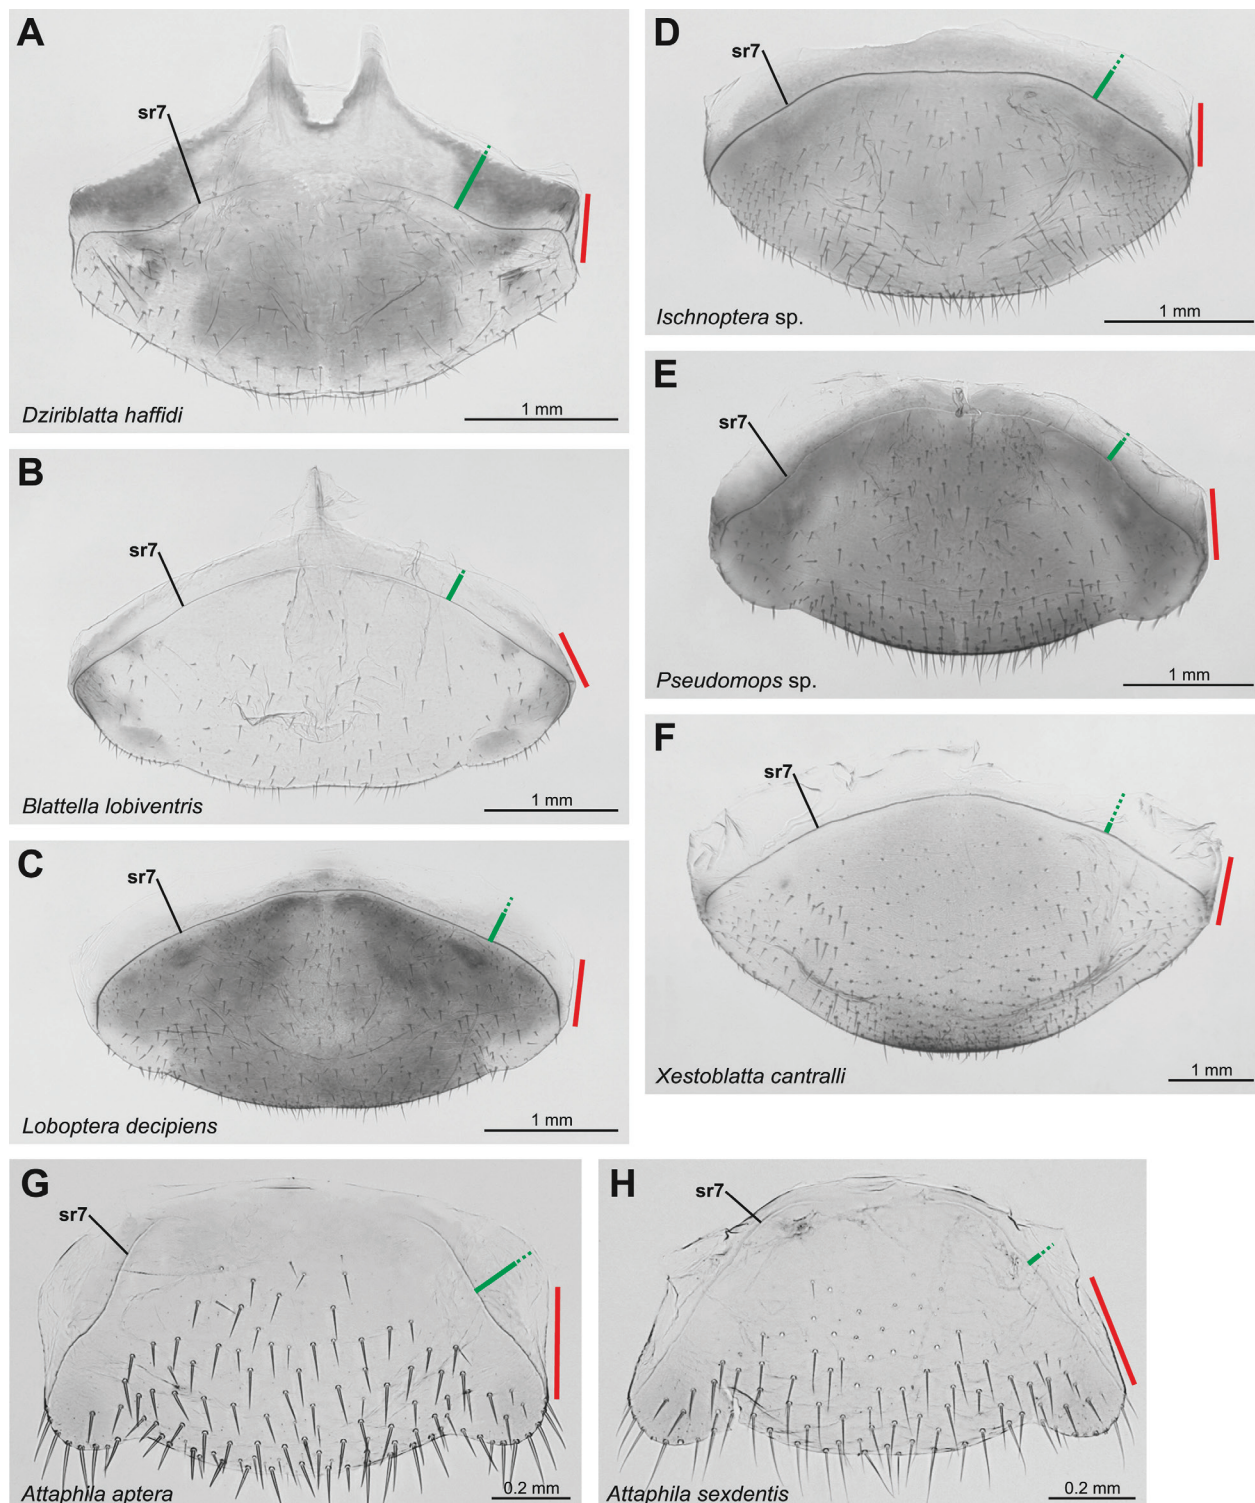 A
sr7
Dziriblatta haffidi
1 mm
B
sr7
Blattella lobiventris
1 mm
C
sr7
Loboptera decipiens
1 mm
D
sr7
Ischnoptera sp.
1 mm
E
sr7
Pseudomops sp.
1 mm
F
sr7
Xestoblatta cantralli
1 mm
G
sr7
Attaphila aptera
0.2 mm
H
sr7
Attaphila sexdentis
0.2 mm